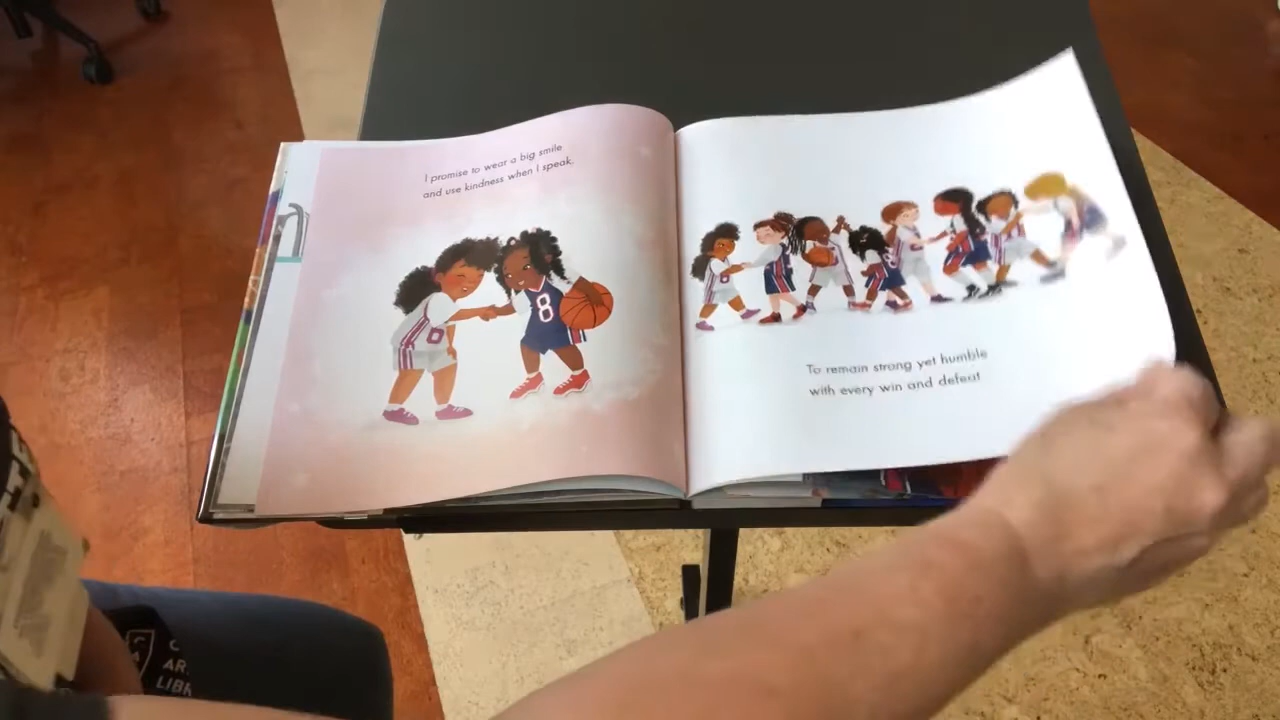 I promise to wear a big smile
and use kindness when I speak.
8
To remain strong yet humble
with every win and defeat